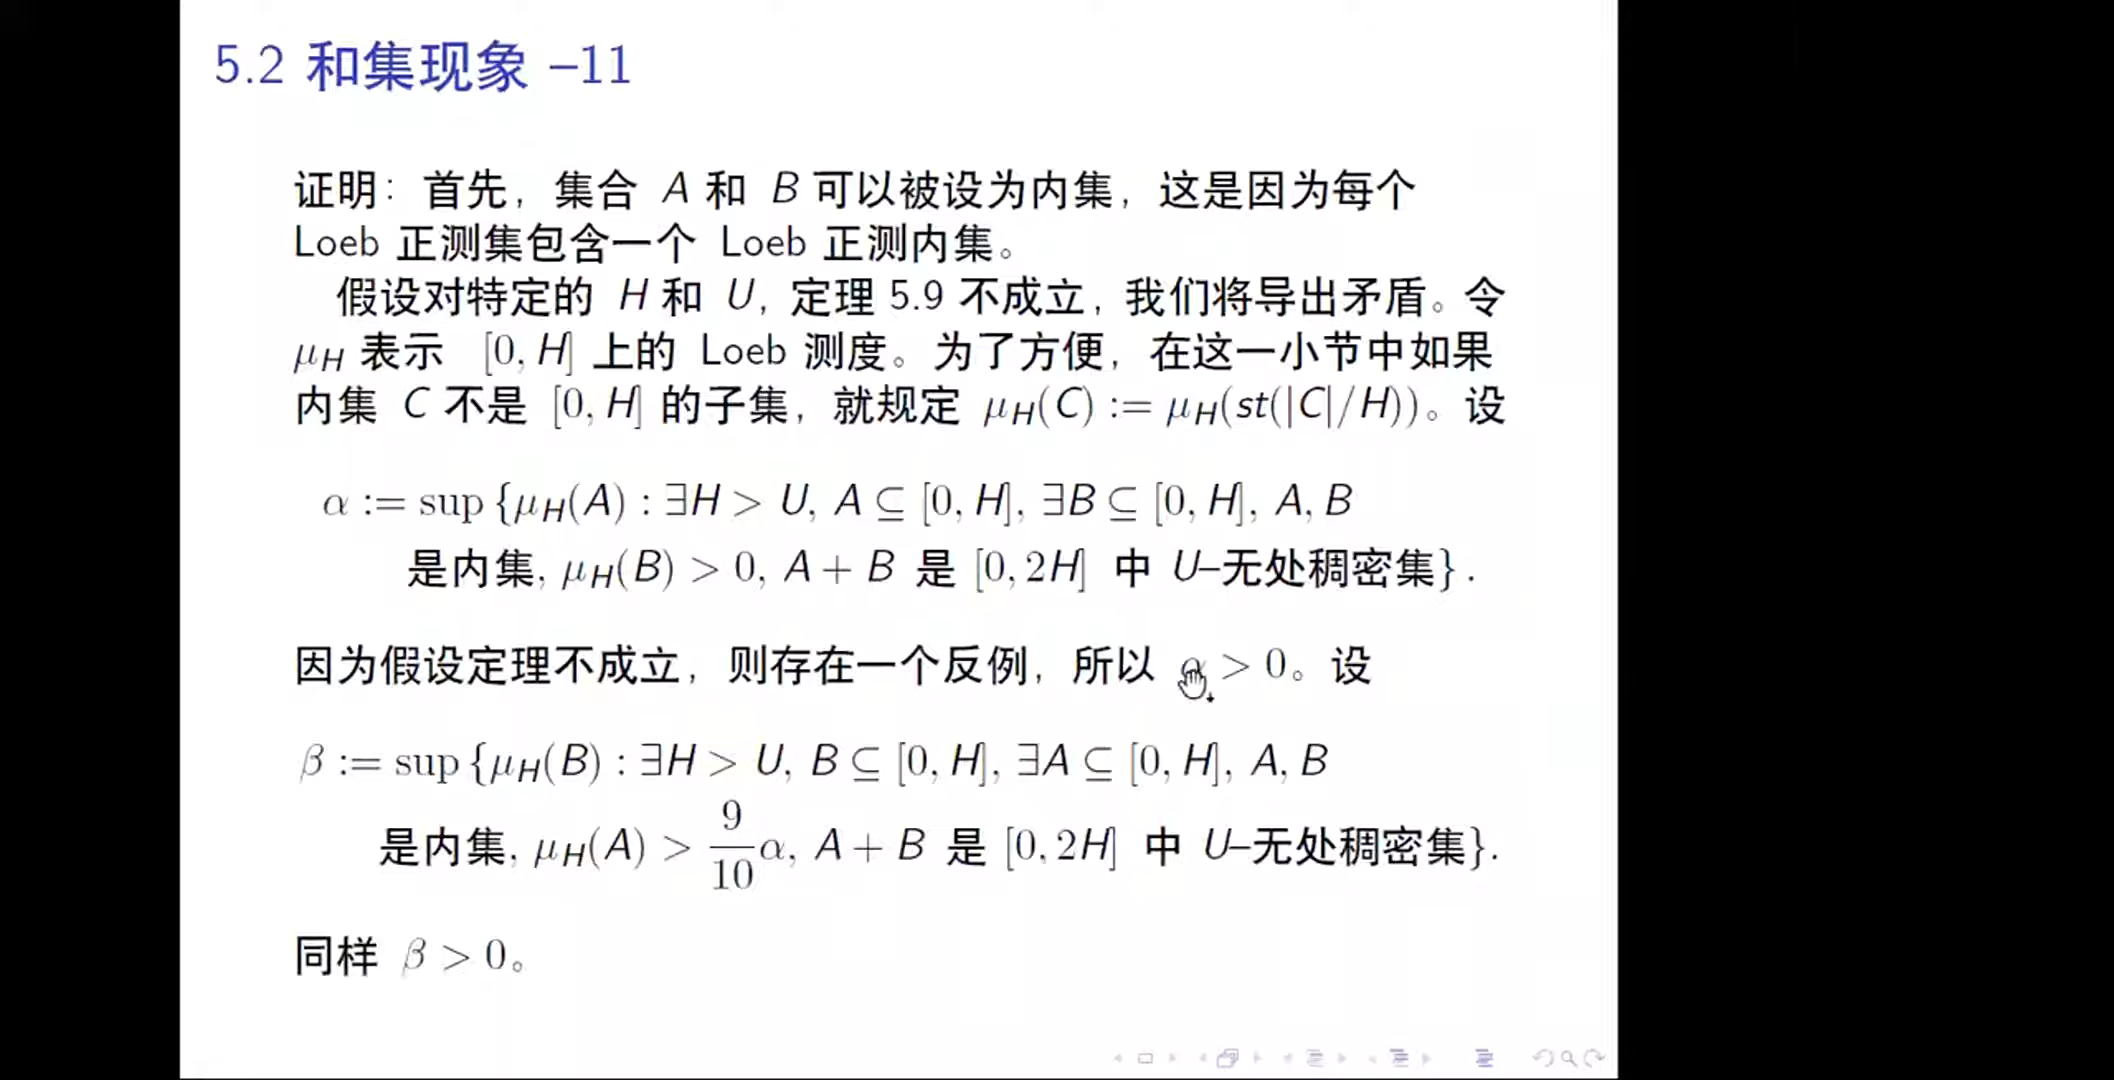 5.2 和集现象 –11
证明：首先，集合 A 和 B 可以被设为内集，这是因为每个
Loeb 正测集包含一个 Loeb 正测内集。
假设对特定的 H 和 U, 定理 5.9 不成立，我们将导出矛盾。令
μ_H 表示 [0, H] 上的 Loeb 测度。为了方便，在这一小节中如果
内集 C 不是 [0, H] 的子集，就规定 μ_H(C) := μ_H(st(|C|/H))。设
α := sup {μ_H(A) : ∃H > U, A ⊆ [0, H], ∃B ⊆ [0, H], A, B
是内集, μ_H(B) > 0, A + B 是 [0, 2H] 中 U–无处稠密集} .
因为假设定理不成立，则存在一个反例，所以 > 0。设
β := sup {μ_H(B) : ∃H > U, B ⊆ [0, H], ∃A ⊆ [0, H], A, B
是内集, μ_H(A) > 9/10 α, A + B 是 [0, 2H] 中 U–无处稠密集}.
同样 β > 0。